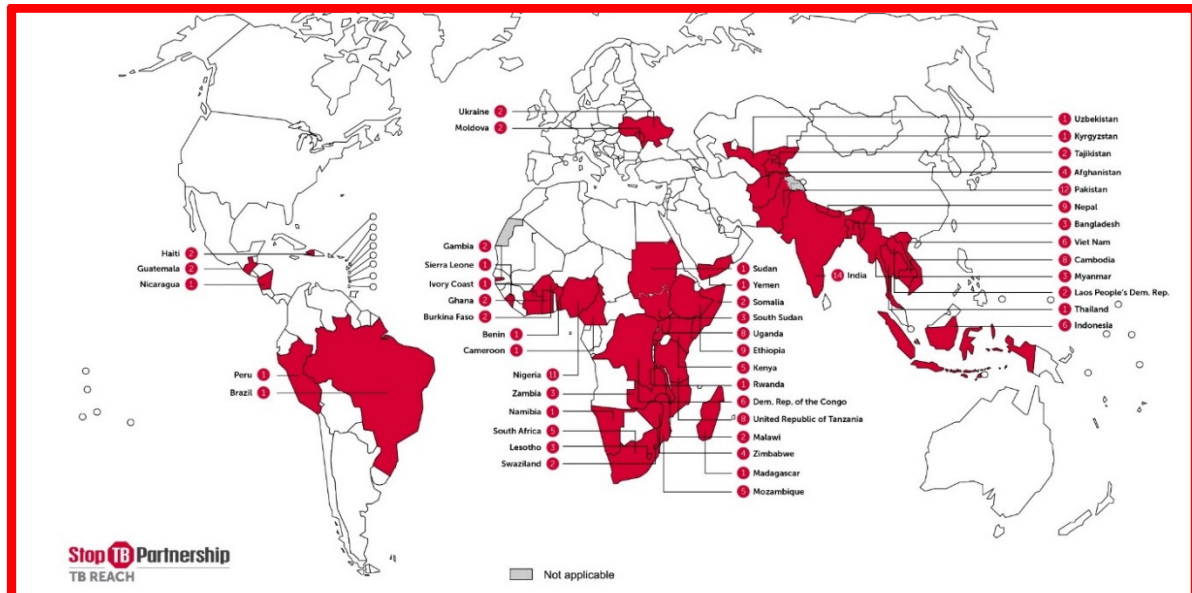 Ukraine 2
Moldova 2
Haiti 2
Guatemala 2
Nicaragua 1
Peru 1
Brazil 1
Gambia 2
Sierra Leone 1
Ivory Coast 1
Ghana 2
Burkina Faso 2
Benin 1
Cameroon 1
Nigeria 11
Zambia 3
Namibia 1
South Africa 5
Lesotho 3
Swaziland 2
1 Sudan
1 Yemen
2 Somalia
3 South Sudan
8 Uganda
9 Ethiopia
5 Kenya
1 Rwanda
6 Dem. Rep. of the Congo
8 United Republic of Tanzania
2 Malawi
4 Zimbabwe
1 Madagascar
5 Mozambique
14 India
1 Uzbekistan
1 Kyrgyzstan
2 Tajikistan
4 Afghanistan
12 Pakistan
9 Nepal
3 Bangladesh
6 Viet Nam
8 Cambodia
3 Myanmar
2 Laos People's Dem. Rep.
1 Thailand
6 Indonesia
Stop TB Partnership
TB REACH
Not applicable